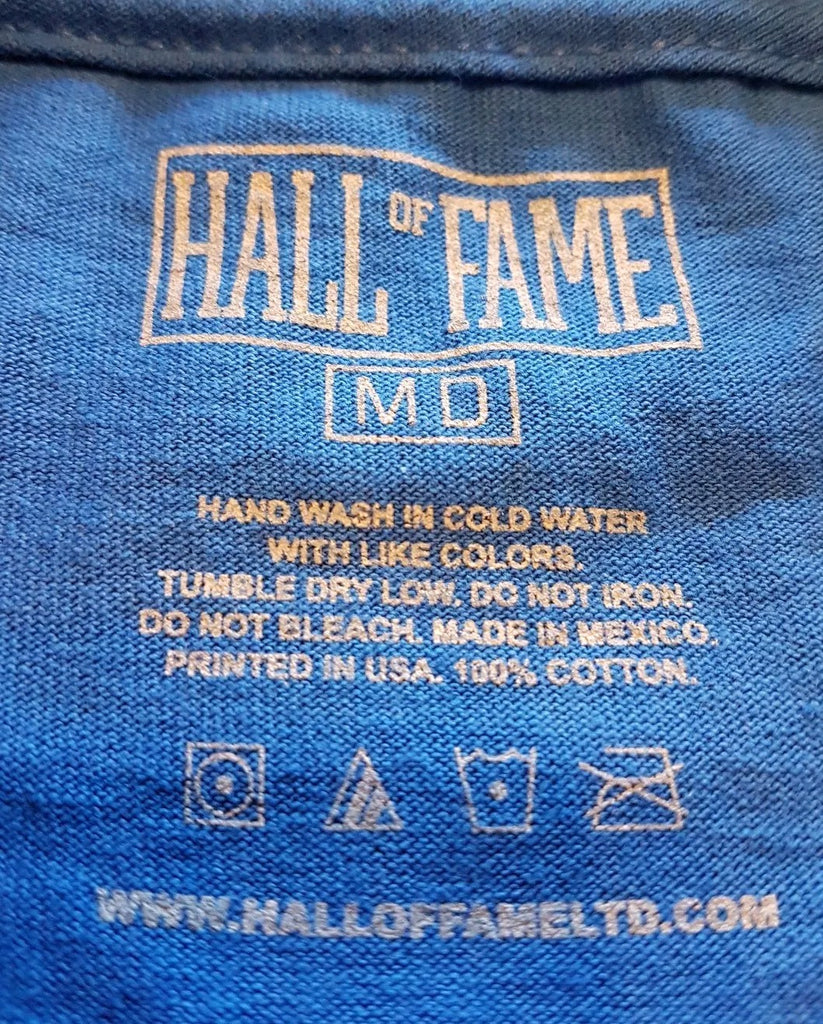 HALL OF FAME
MD
HAND WASH IN COLD WATER
WITH LIKE COLORS.
TUMBLE DRY LOW. DO NOT IRON.
DO NOT BLEACH. MADE IN MEXICO.
PRINTED IN USA. 100% COTTON.
WWW.HALLOFFAMELTD.COM